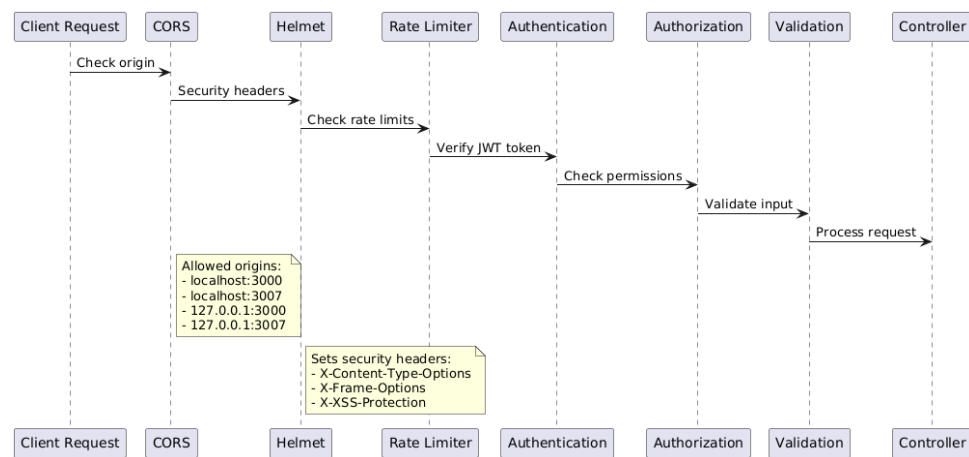 Client Request CORS Helmet Rate Limiter Authentication Authorization Validation Controller
Check origin
Security headers
Check rate limits
Verify JWT token
Check permissions
Validate input
Process request
Allowed origins:
- localhost:3000
- localhost:3007
- 127.0.0.1:3000
- 127.0.0.1:3007
Sets security headers:
- X-Content-Type-Options
- X-Frame-Options
- X-XSS-Protection
Client Request CORS Helmet Rate Limiter Authentication Authorization Validation Controller